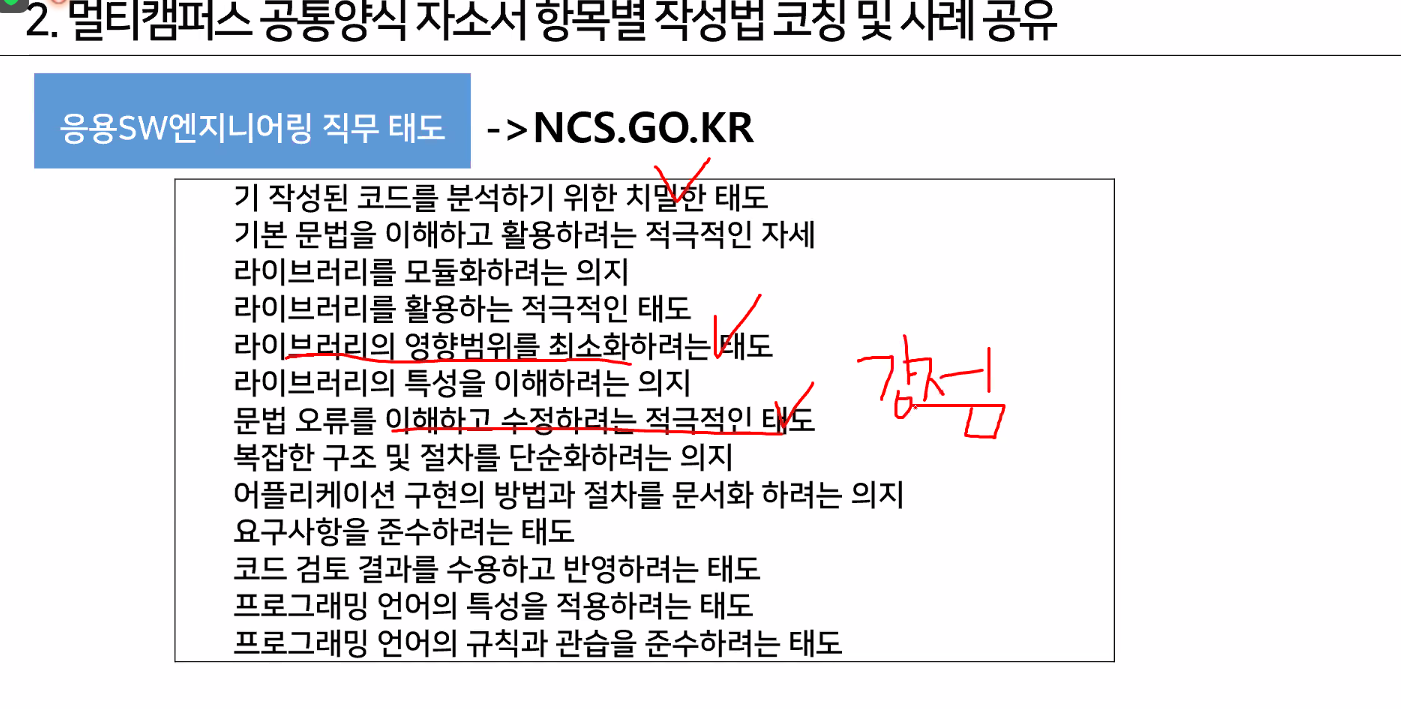 2. 멀티캠퍼스 공통양식 자소서 항목별 작성법 코칭 및 사례 공유
응용SW엔지니어링 직무 태도 ->NCS.GO.KR
기 작성된 코드를 분석하기 위한 치밀한 태도
기본 문법을 이해하고 활용하려는 적극적인 자세
라이브러리를 모듈화하려는 의지
라이브러리를 활용하는 적극적인 태도
라이브러리의 영향범위를 최소화하려는 태도
라이브러리의 특성을 이해하려는 의지
문법 오류를 이해하고 수정하려는 적극적인 태도
복잡한 구조 및 절차를 단순화하려는 의지
어플리케이션 구현의 방법과 절차를 문서화 하려는 의지
요구사항을 준수하려는 태도
코드 검토 결과를 수용하고 반영하려는 태도
프로그래밍 언어의 특성을 적용하려는 태도
프로그래밍 언어의 규칙과 관습을 준수하려는 태도
강점